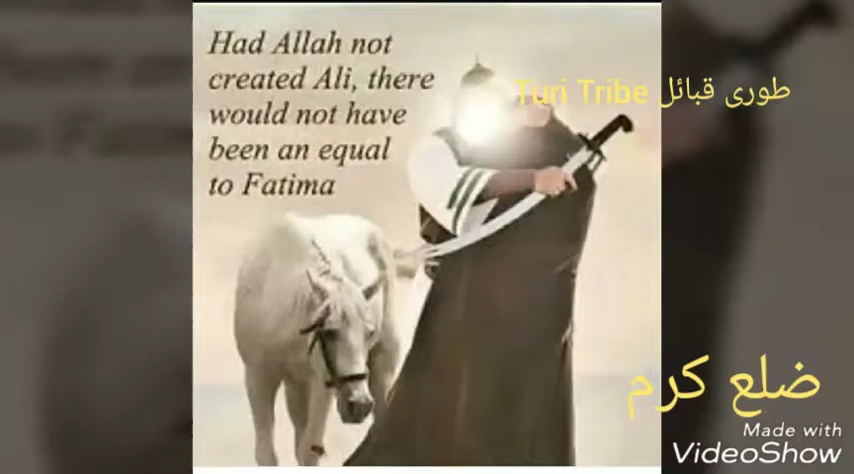 Had Allah not
created Ali, there
would not have
been an equal
to Fatima
Turi Tribe طوری قبائل
ضلع کرم
Made with
VideoShow